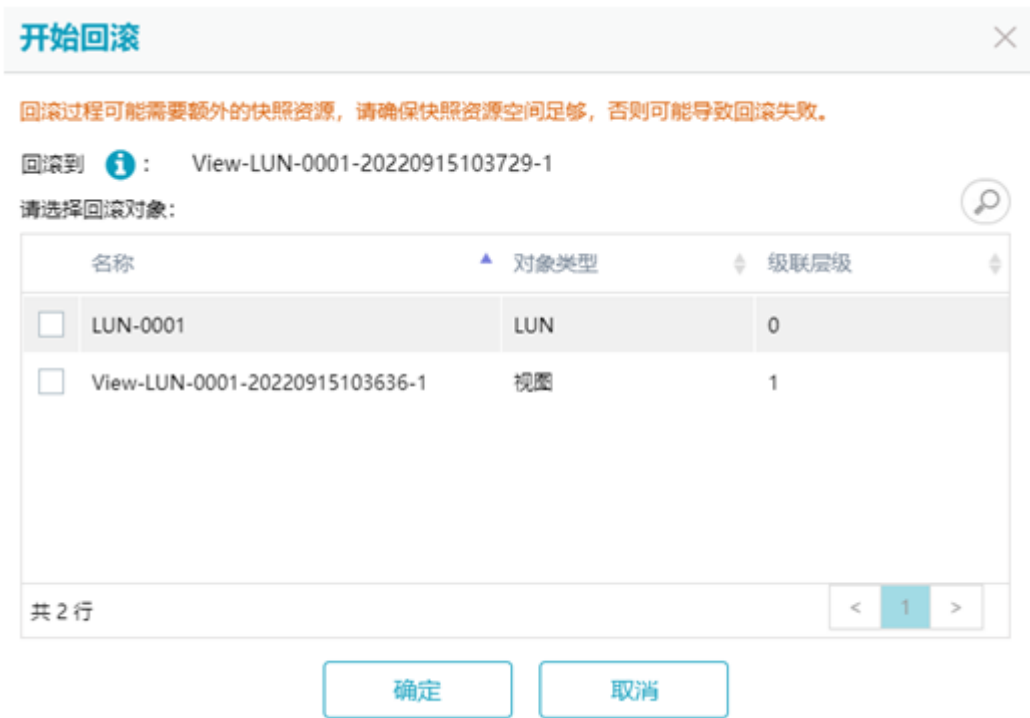 开始回滚
回滚过程可能需要额外的快照资源，请确保快照资源空间足够，否则可能导致回滚失败。
回滚到 ： View-LUN-0001-20220915103729-1
请选择回滚对象：
名称 对象类型 级联层级
LUN-0001 LUN 0
View-LUN-0001-20220915103636-1 视图 1
共 2 行 < 1 >
确定 取消